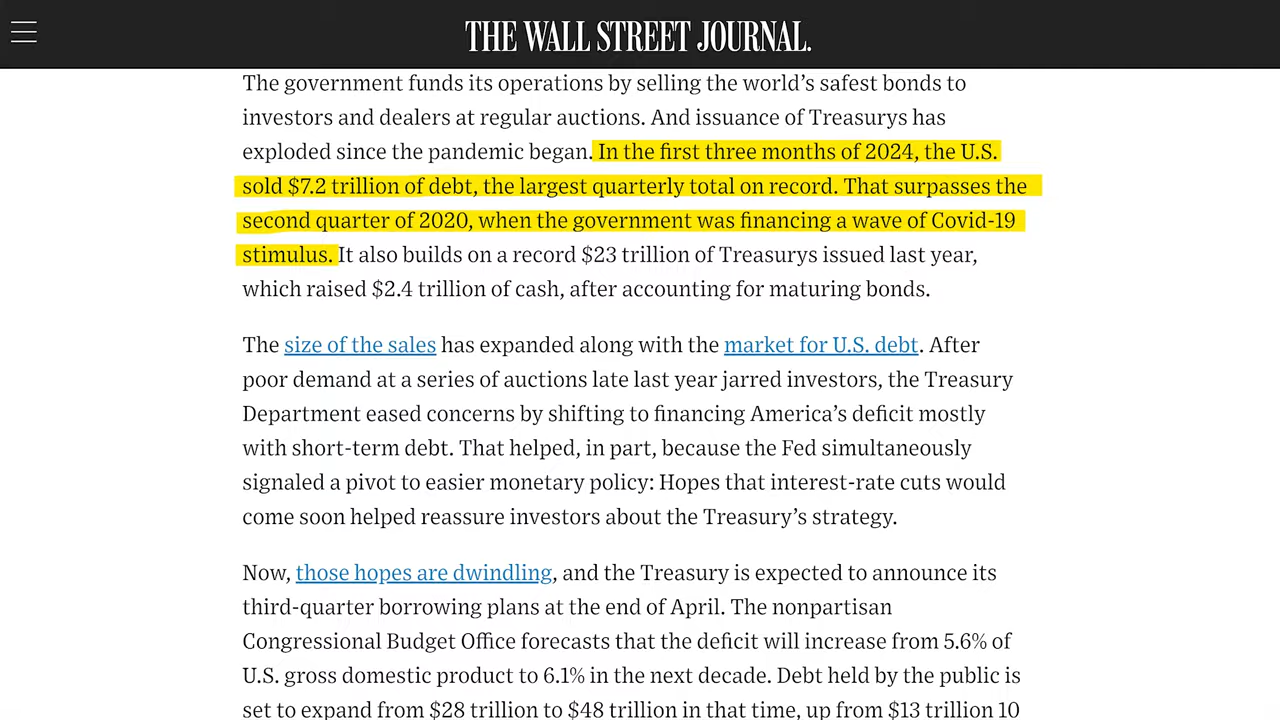 THE WALL STREET JOURNAL.
The government funds its operations by selling the world’s safest bonds to
investors and dealers at regular auctions. And issuance of Treasurys has
exploded since the pandemic began. In the first three months of 2024, the U.S.
sold $7.2 trillion of debt, the largest quarterly total on record. That surpasses the
second quarter of 2020, when the government was financing a wave of Covid-19
stimulus. It also builds on a record $23 trillion of Treasurys issued last year,
which raised $2.4 trillion of cash, after accounting for maturing bonds.
The size of the sales has expanded along with the market for U.S. debt. After
poor demand at a series of auctions late last year jarred investors, the Treasury
Department eased concerns by shifting to financing America’s deficit mostly
with short-term debt. That helped, in part, because the Fed simultaneously
signaled a pivot to easier monetary policy: Hopes that interest-rate cuts would
come soon helped reassure investors about the Treasury’s strategy.
Now, those hopes are dwindling, and the Treasury is expected to announce its
third-quarter borrowing plans at the end of April. The nonpartisan
Congressional Budget Office forecasts that the deficit will increase from 5.6% of
U.S. gross domestic product to 6.1% in the next decade. Debt held by the public is
set to expand from $28 trillion to $48 trillion in that time, up from $13 trillion 10